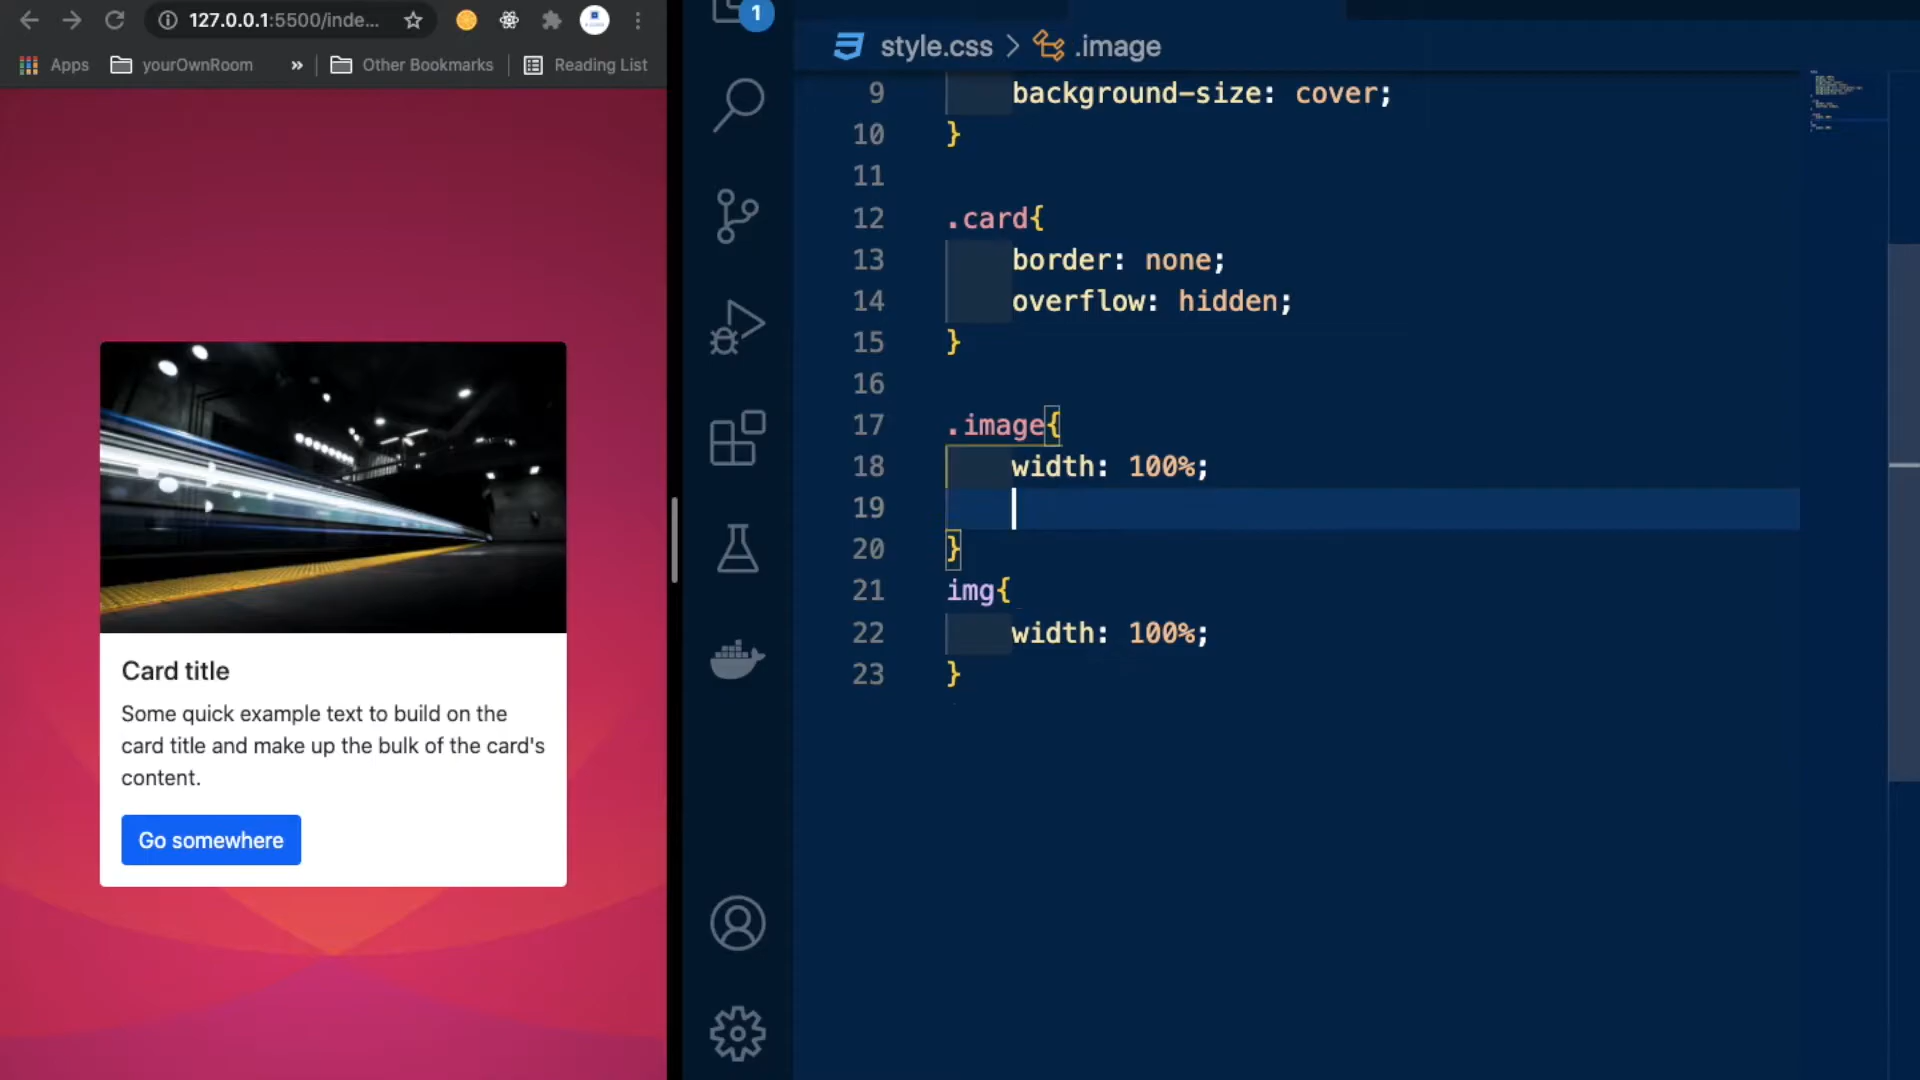 127.0.0.1:5500/inde...
Apps
yourOwnRoom
»
Other Bookmarks
Reading List
Card title
Some quick example text to build on the
card title and make up the bulk of the card's
content.
Go somewhere
1
style.css > .image
9 background-size: cover;
10 }
11
12 .card{
13 border: none;
14 overflow: hidden;
15 }
16
17 .image{
18 width: 100%;
19
20 }
21 img{
22 width: 100%;
23 }